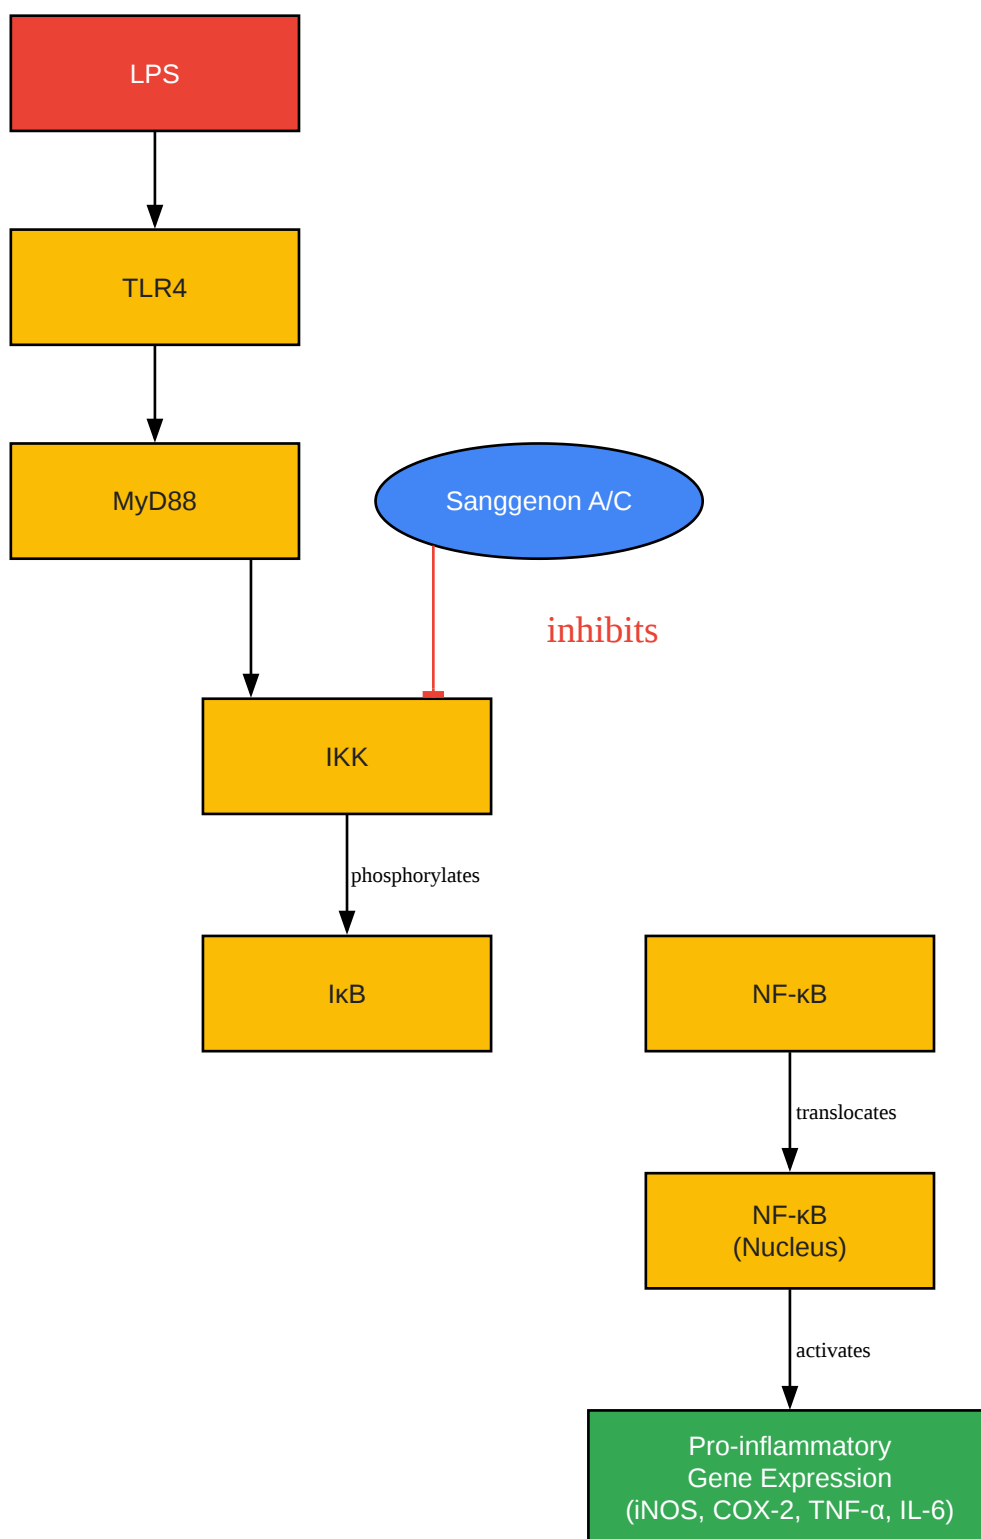 LPS
TLR4
MyD88
Sanggenon A/C
inhibits
IKK
phosphorylates
IκB
NF-κB
translocates
NF-κB
(Nucleus)
activates
Pro-inflammatory
Gene Expression
(iNOS, COX-2, TNF-α, IL-6)